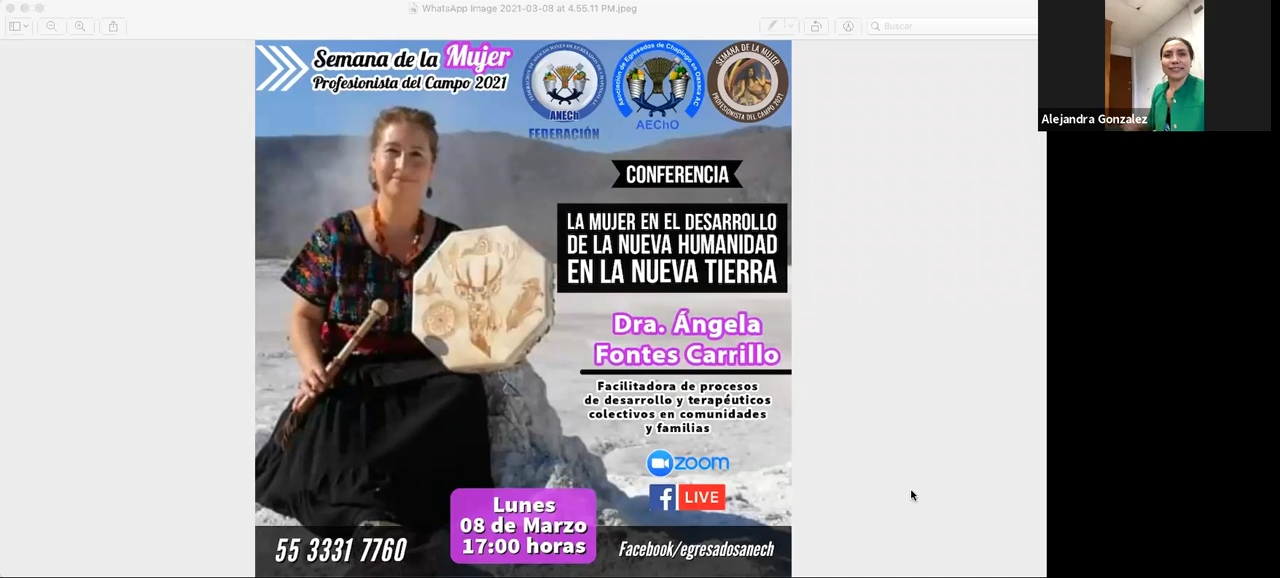 WhatsApp Image 2021-03-08 at 4.55.11 PM.jpeg
Buscar
Alejandra Gonzalez
Semana de la Mujer
Profesionista del Campo 2021
ANECh
FEDERACIÓN
Asociación de Egresados de Chapingo en Oaxaca AC
AEChO
SEMANA DE LA MUJER
PROFESIONISTA DEL CAMPO 2021
CONFERENCIA
LA MUJER EN EL DESARROLLO
DE LA NUEVA HUMANIDAD
EN LA NUEVA TIERRA
Dra. Ángela
Fontes Carrillo
Facilitadora de procesos
de desarrollo y terapéuticos
colectivos en comunidades
y familias
zoom
f LIVE
Lunes
08 de Marzo
17:00 horas
55 3331 7760
Facebook/egresadosanech